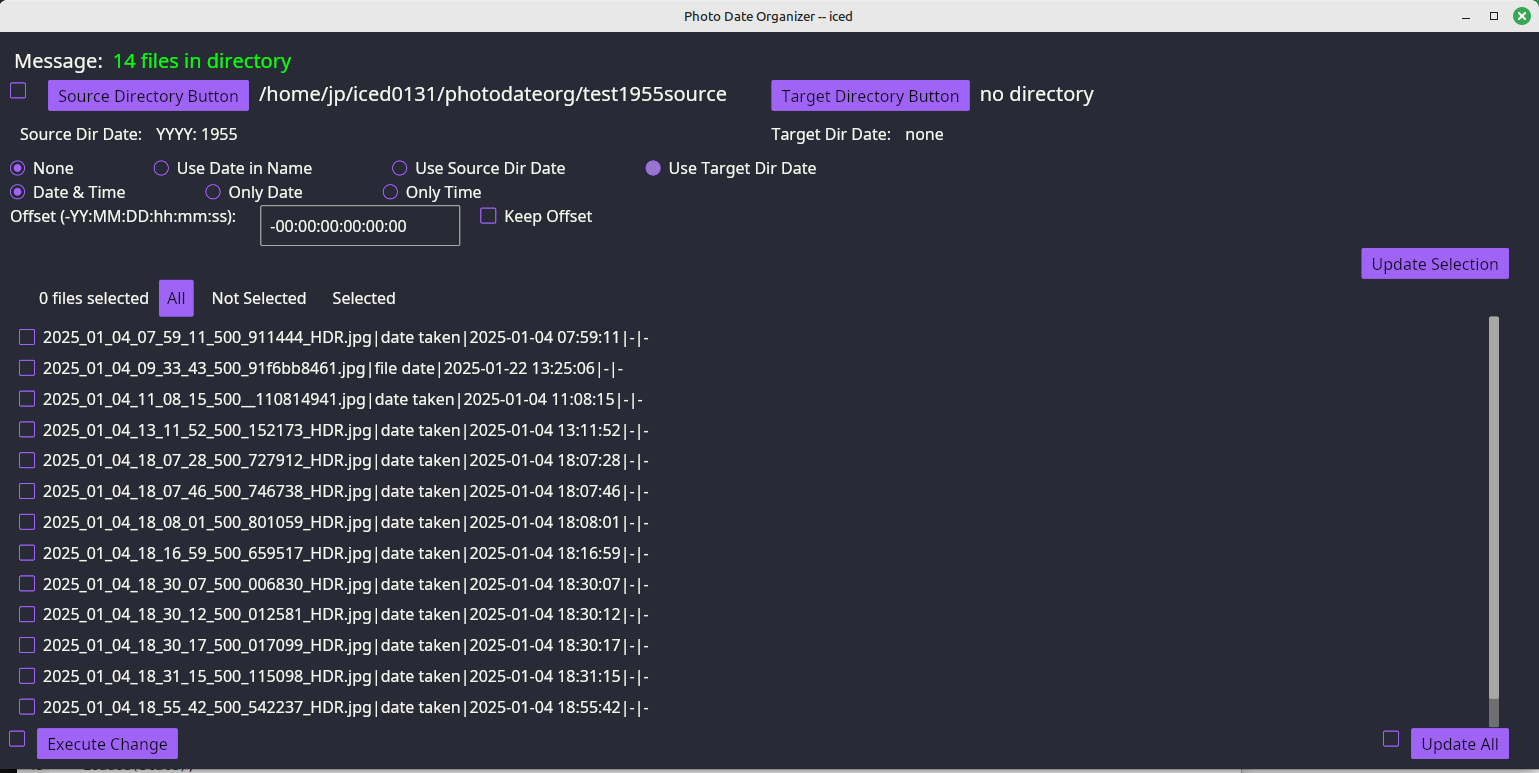 Photo Date Organizer -- iced
Message: 14 files in directory
Source Directory Button /home/jp/iced0131/photodateorg/test1955source Target Directory Button no directory
Source Dir Date: YYYY: 1955 Target Dir Date: none
None Use Date in Name Use Source Dir Date Use Target Dir Date
Date & Time Only Date Only Time
Offset (-YY:MM:DD:hh:mm:ss): -00:00:00:00:00:00 Keep Offset
Update Selection
0 files selected All Not Selected Selected
2025_01_04_07_59_11_500_911444_HDR.jpg|date taken|2025-01-04 07:59:11|-|-
2025_01_04_09_33_43_500_91f6bb8461.jpg|file date|2025-01-22 13:25:06|-|-
2025_01_04_11_08_15_500__110814941.jpg|date taken|2025-01-04 11:08:15|-|-
2025_01_04_13_11_52_500_152173_HDR.jpg|date taken|2025-01-04 13:11:52|-|-
2025_01_04_18_07_28_500_727912_HDR.jpg|date taken|2025-01-04 18:07:28|-|-
2025_01_04_18_07_46_500_746738_HDR.jpg|date taken|2025-01-04 18:07:46|-|-
2025_01_04_18_08_01_500_801059_HDR.jpg|date taken|2025-01-04 18:08:01|-|-
2025_01_04_18_16_59_500_659517_HDR.jpg|date taken|2025-01-04 18:16:59|-|-
2025_01_04_18_30_07_500_006830_HDR.jpg|date taken|2025-01-04 18:30:07|-|-
2025_01_04_18_30_12_500_012581_HDR.jpg|date taken|2025-01-04 18:30:12|-|-
2025_01_04_18_30_17_500_017099_HDR.jpg|date taken|2025-01-04 18:30:17|-|-
2025_01_04_18_31_15_500_115098_HDR.jpg|date taken|2025-01-04 18:31:15|-|-
2025_01_04_18_55_42_500_542237_HDR.jpg|date taken|2025-01-04 18:55:42|-|-
Execute Change Update All